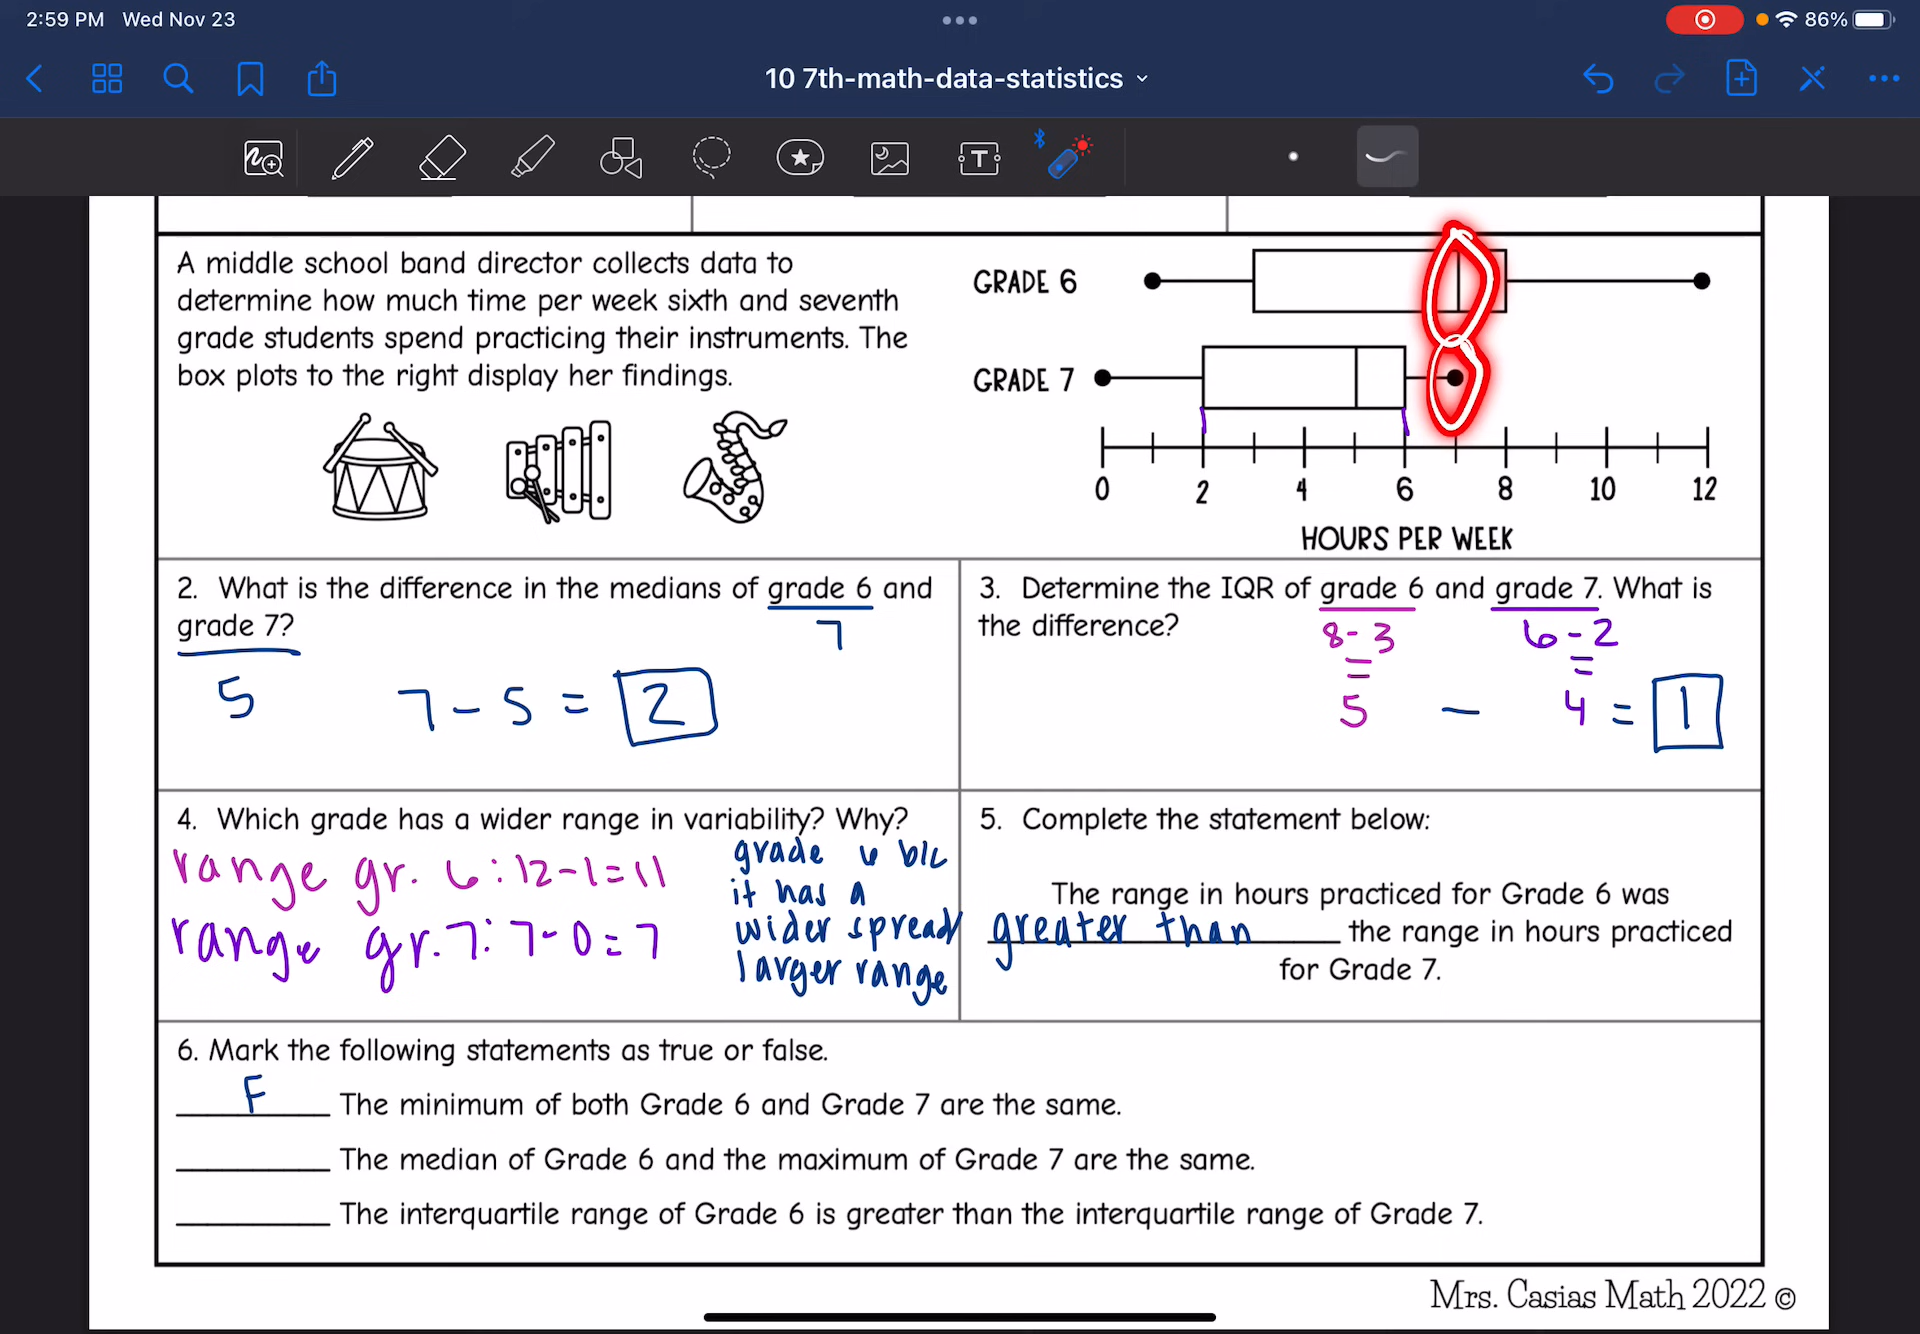 2:59 PM Wed Nov 23
86%
10 7th-math-data-statistics
T
A middle school band director collects data to
determine how much time per week sixth and seventh
grade students spend practicing their instruments. The
box plots to the right display her findings.
GRADE 6
GRADE 7
0 2 4 6 8 10 12
HOURS PER WEEK
2. What is the difference in the medians of grade 6 and
grade 7?
7
5 7 - 5 = 2
3. Determine the IQR of grade 6 and grade 7. What is
the difference?
8 - 3 6 - 2
= =
5 - 4 = 1
4. Which grade has a wider range in variability? Why?
range gr. 6: 12-1=11
range gr. 7: 7-0=7
grade 6 b/c
it has a
wider spread/
larger range
5. Complete the statement below:
The range in hours practiced for Grade 6 was
greater than the range in hours practiced
for Grade 7.
6. Mark the following statements as true or false.
F The minimum of both Grade 6 and Grade 7 are the same.
The median of Grade 6 and the maximum of Grade 7 are the same.
The interquartile range of Grade 6 is greater than the interquartile range of Grade 7.
Mrs. Casias Math 2022 ©